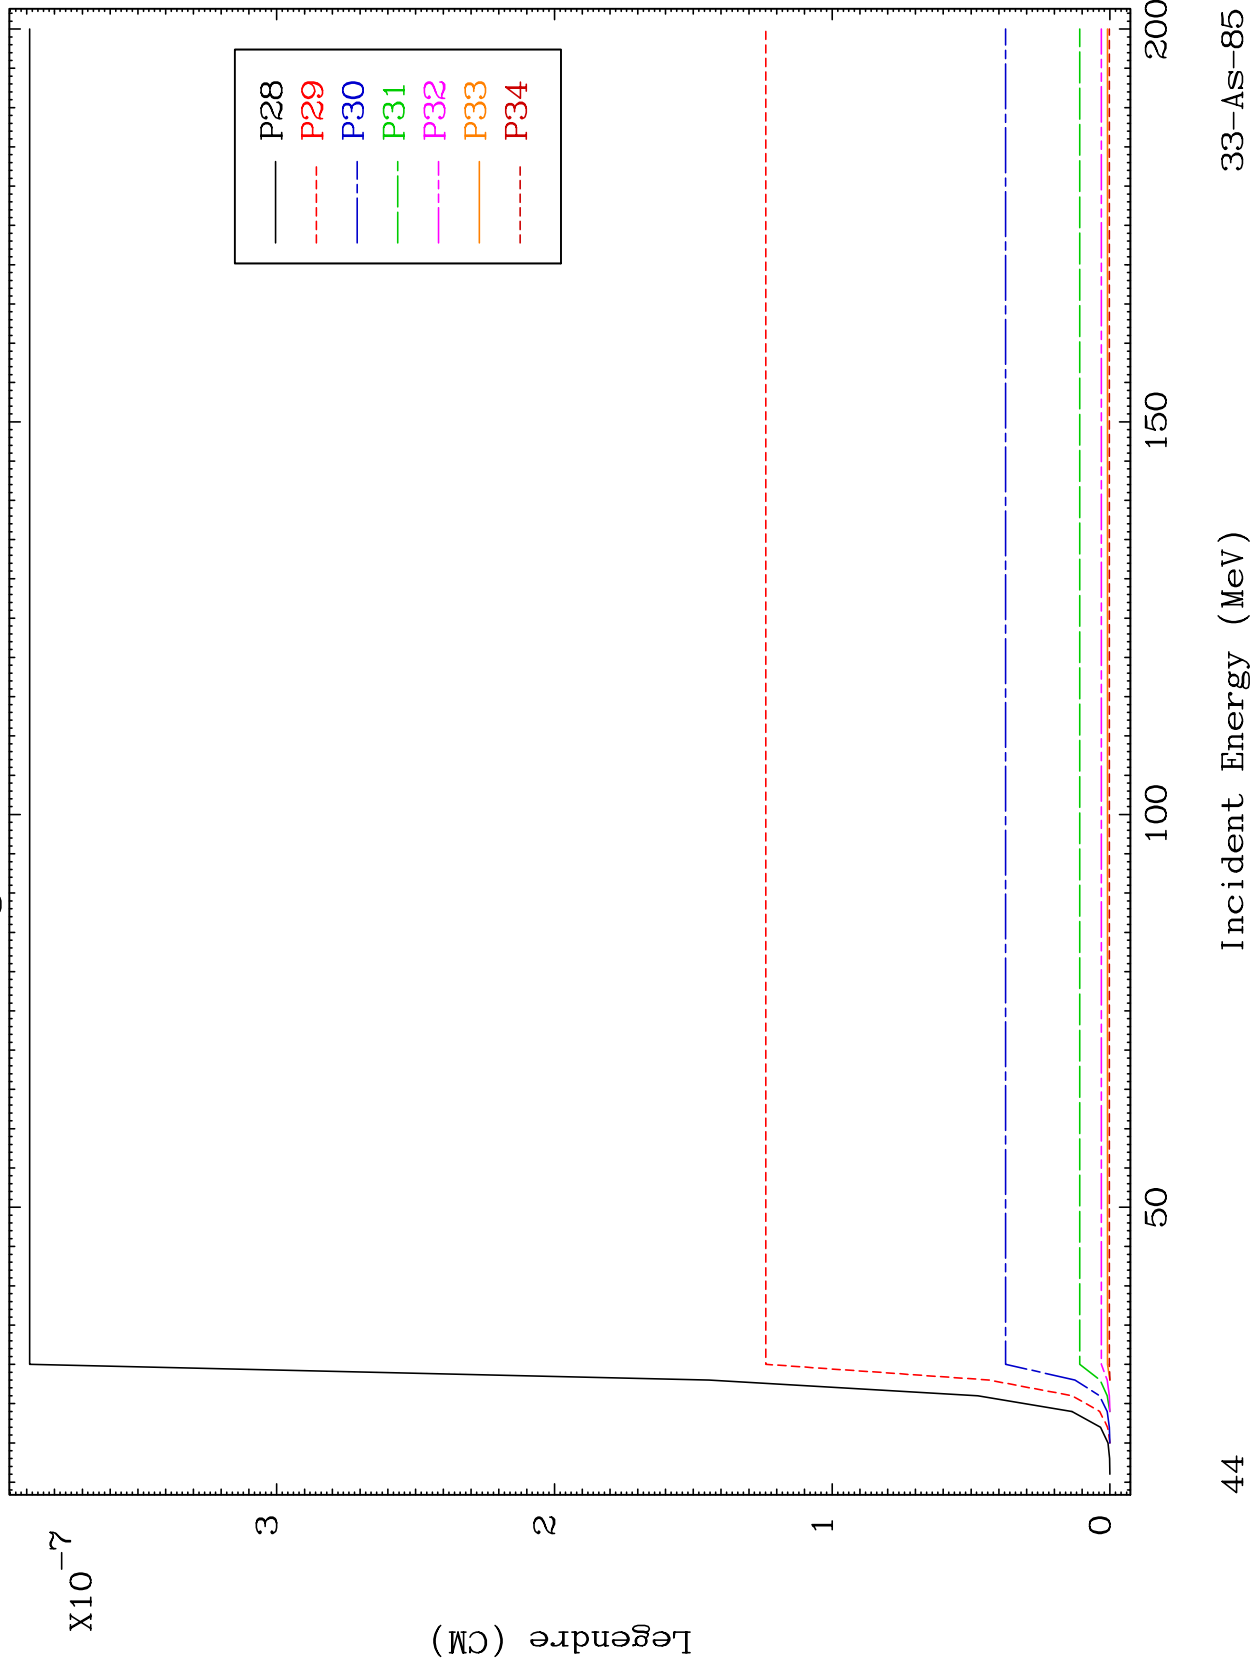 X10-7
3
2
1
0
Legendre (CM)
P28
P29
P30
P31
P32
P33
P34
50
100
150
200
44
Incident Energy (MeV)
33-As-85